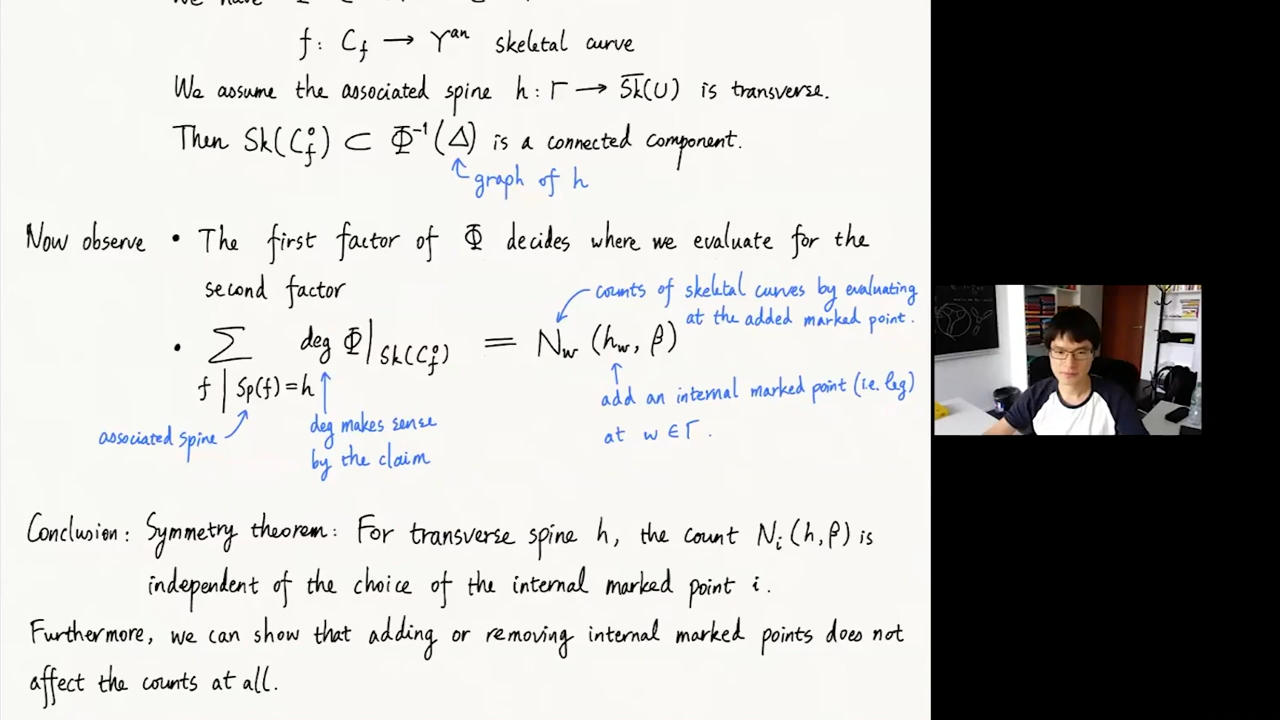 We have
f : C_f → Y^an skeletal curve
We assume the associated spine h : Γ → S̅k̅(U) is transverse.
Then Sk(C_f^o) ⊂ Φ^-1(Δ) is a connected component.
graph of h
Now observe • The first factor of Φ decides where we evaluate for the
second factor
counts of skeletal curves by evaluating
at the added marked point.
• Σ deg Φ|_Sk(C_f^o) = N_w (h_w, β)
f | Sp(f) = h
add an internal marked point (i.e. leg)
at w ∈ Γ.
associated spine
deg makes sense
by the claim
Conclusion: Symmetry theorem: For transverse spine h, the count N_i (h, β) is
independent of the choice of the internal marked point i.
Furthermore, we can show that adding or removing internal marked points does not
affect the counts at all.